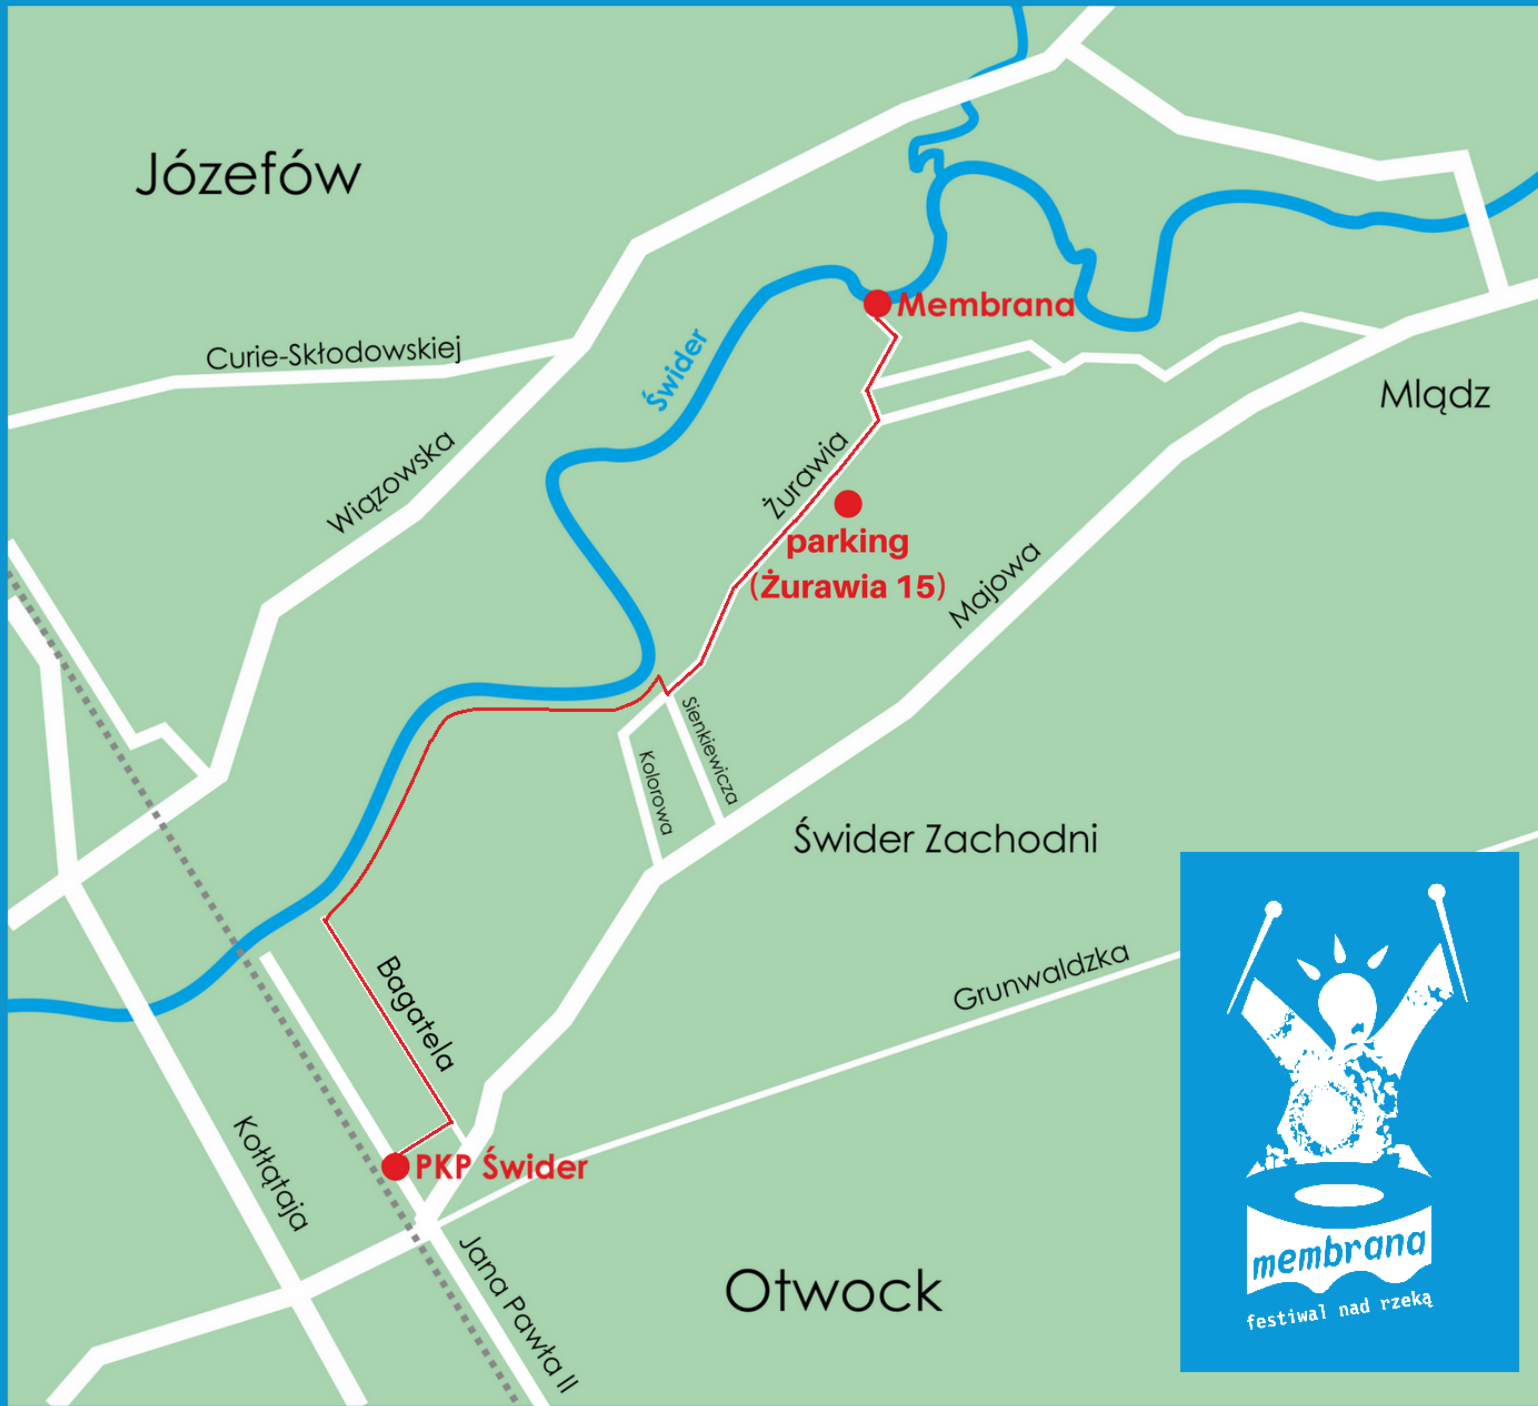 Józefów
Membrana
Curie-Skłodowskiej
Świder
Mlądz
Wiązowska
Żurawia
parking
(Żurawia 15)
Majowa
Sienkiewicza
Kolorowa
Świder Zachodni
Bagatela
Grunwaldzka
Kołłątaja
PKP Świder
Jana Pawła II
Otwock
membrana
festiwal nad rzeką